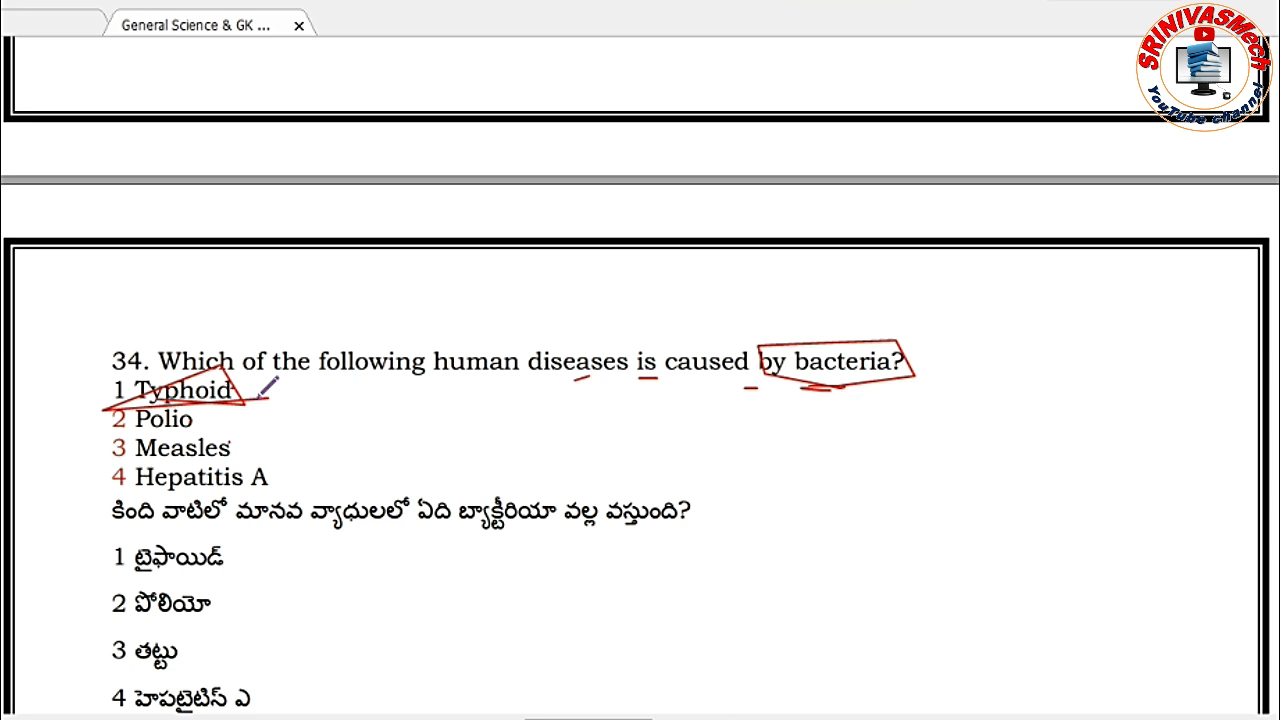 General Science & GK ...
SRINIVASMech
YouTube channel
34. Which of the following human diseases is caused by bacteria?
1 Typhoid
2 Polio
3 Measles
4 Hepatitis A
కింది వాటిలో మానవ వ్యాధులలో ఏది బ్యాక్టీరియా వల్ల వస్తుంది?
1 టైఫాయిడ్
2 పోలియో
3 తట్టు
4 హెపటైటిస్ ఎ